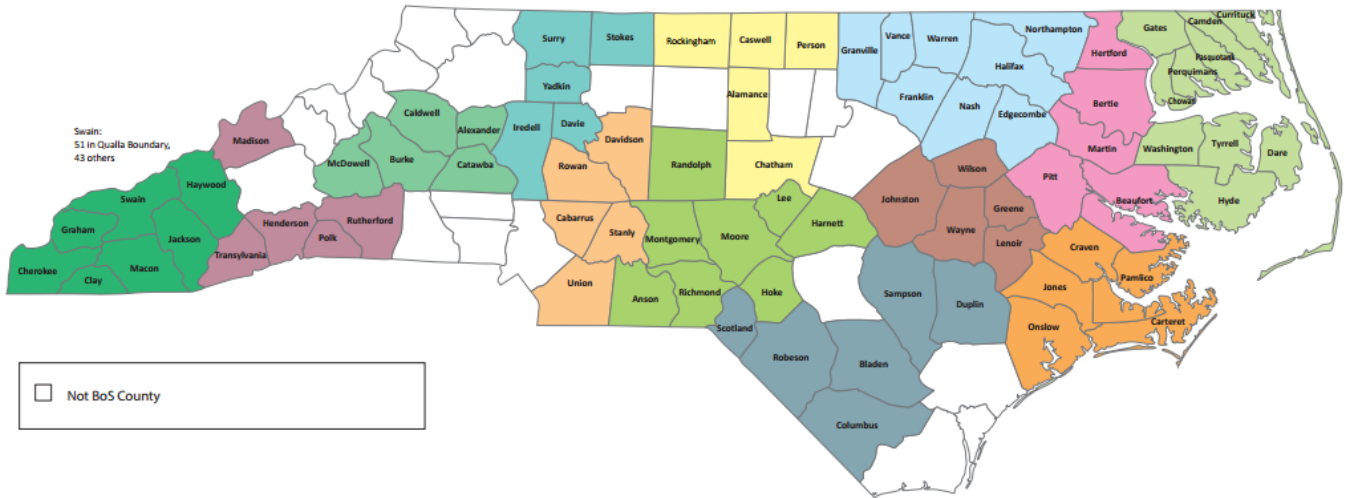 Surry
Stokes
Rockingham
Caswell
Person
Granville
Vance
Warren
Northampton
Halifax
Hertford
Gates
Camden
Currituck
Pasquotank
Perquimans
Chowan
Yadkin
Franklin
Nash
Edgecombe
Bertie
Alamance
Caldwell
Alexander
Iredell
Davie
Davidson
Madison
Swain:
51 in Qualla Boundary,
43 others
McDowell
Burke
Catawba
Rowan
Randolph
Chatham
Martin
Washington
Tyrrell
Dare
Wilson
Pitt
Haywood
Swain
Johnston
Greene
Beaufort
Hyde
Lee
Harnett
Rutherford
Henderson
Polk
Cabarrus
Stanly
Montgomery
Moore
Wayne
Lenoir
Craven
Graham
Jackson
Transylvania
Cherokee
Macon
Clay
Pamlico
Jones
Union
Anson
Richmond
Hoke
Sampson
Duplin
Onslow
Carteret
Scotland
Robeson
Bladen
Columbus
Not BoS County